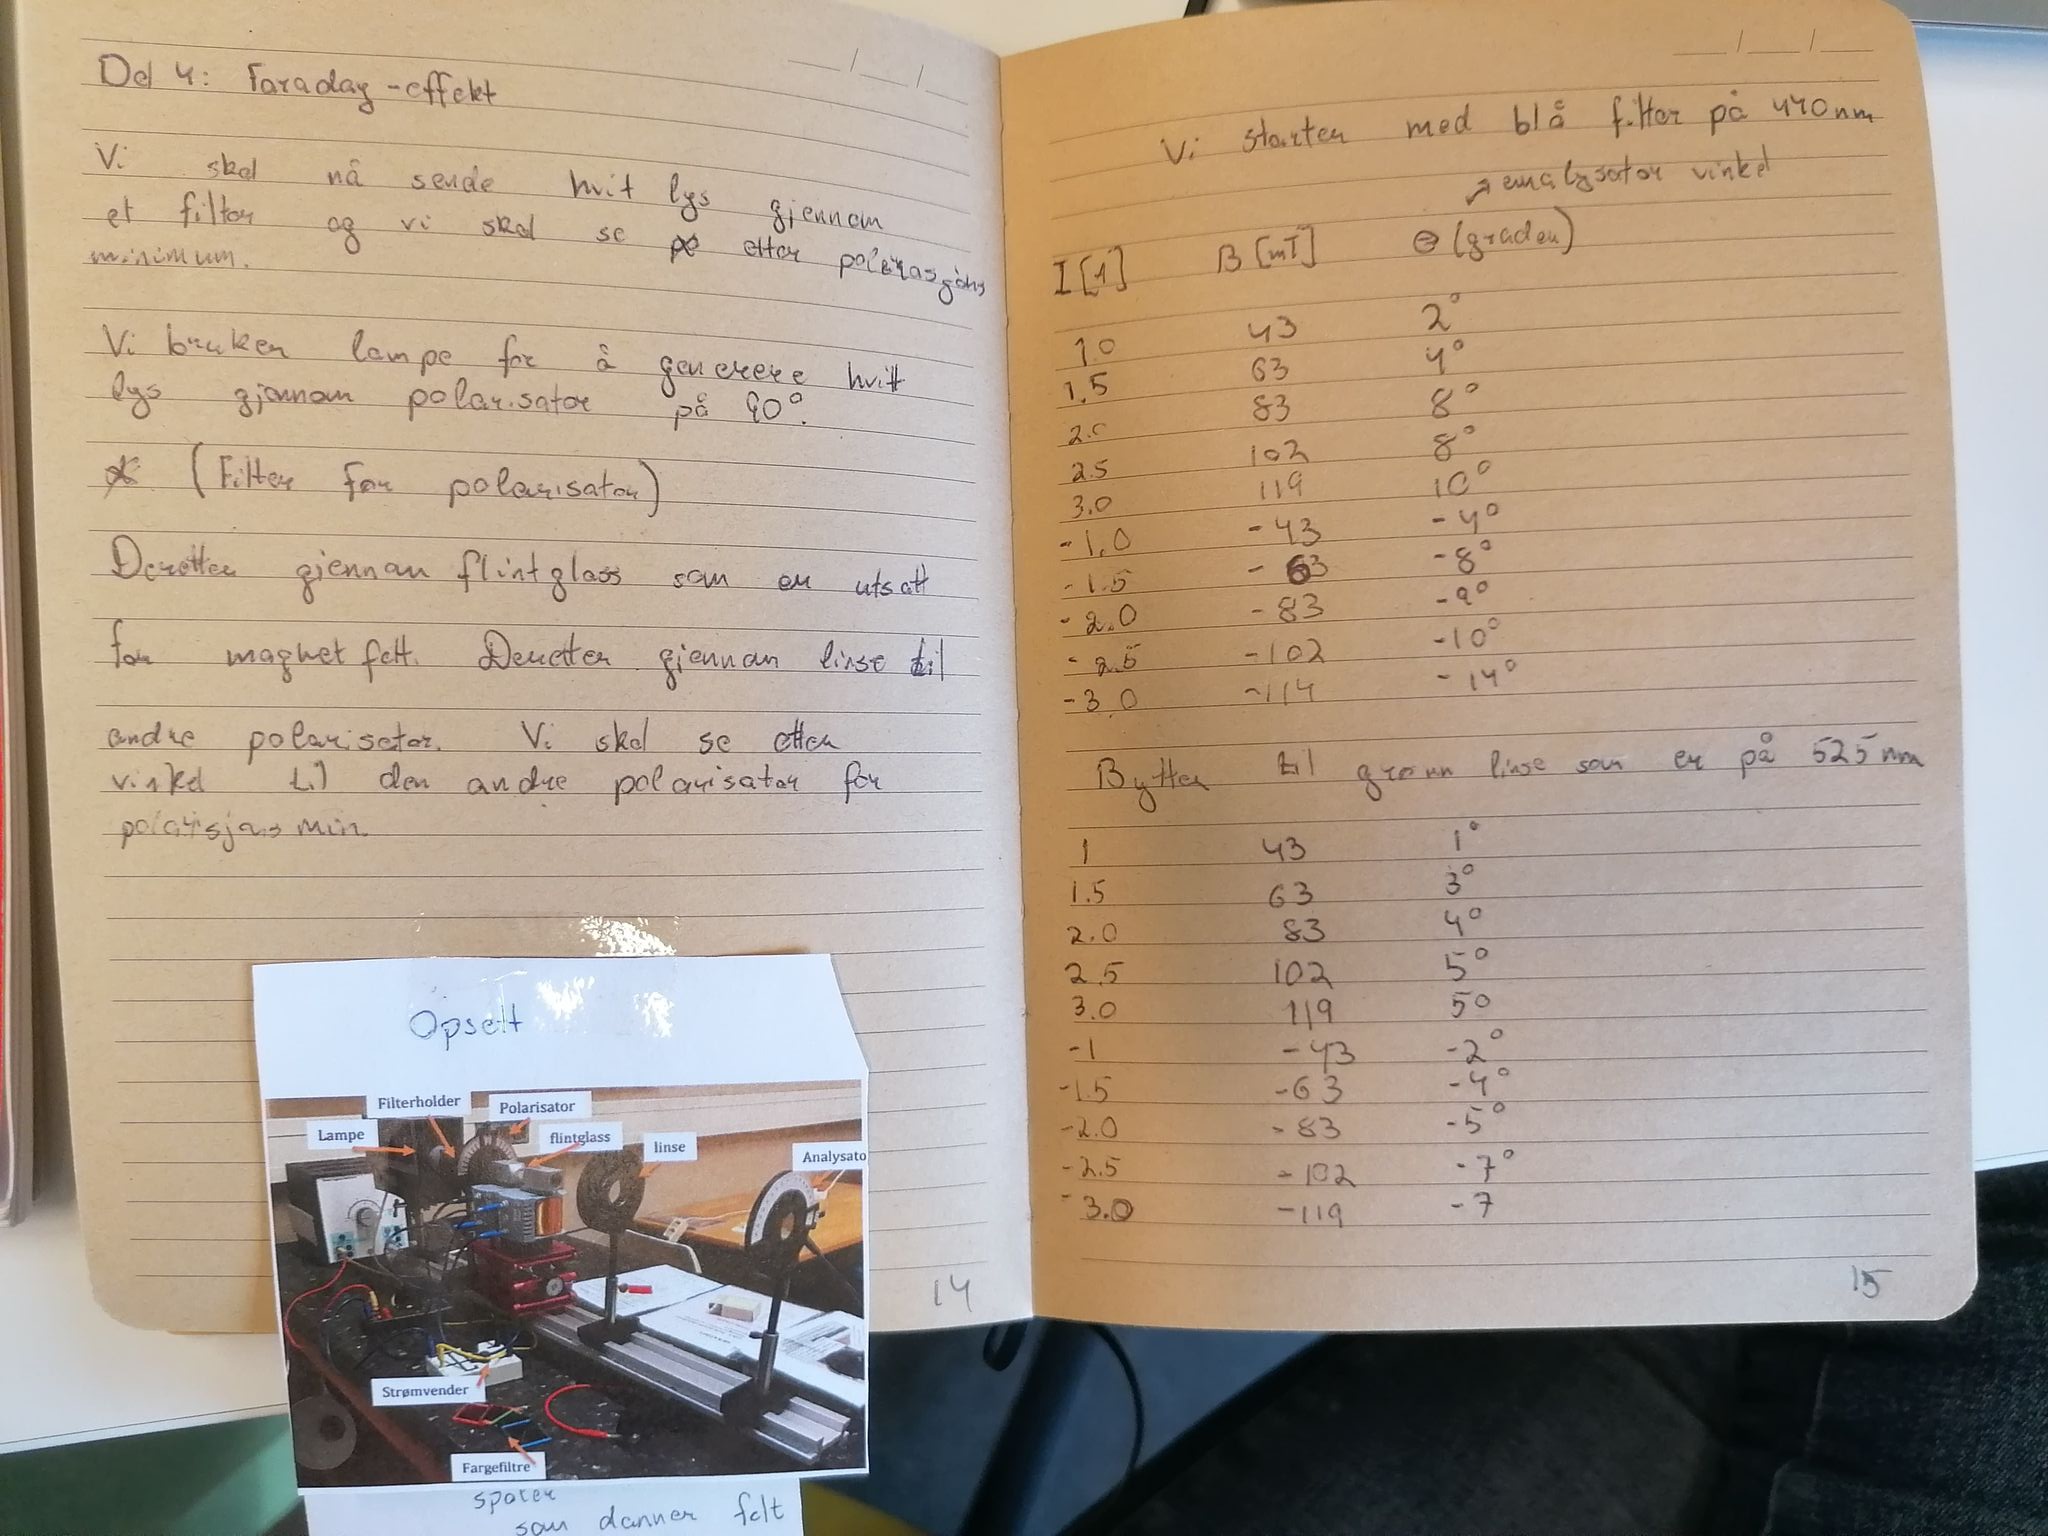 Del 4: Faraday-effekt
Vi skal nå sende hvit lys gjennom
et filter og vi skal se etter polarasjons
minimum.
Vi bruker lampe for å generere hvitt
lys gjennom polarisator på 90°.
(Filter før polarisator)
Deretter gjennom flintglass som er utsatt
for magnetfelt. Deretter gjennom linse til
andre polarisator. Vi skal se etter
vinkel til den andre polarisator for
polarisjons min.
Opsett
Filterholder
Polarisator
Lampe
flintglass
linse
Analysato
Strømvender
Fargefiltre
spoler
som danner felt
14
Vi starter med blå filter på 440nm
→ analysator vinkel
I [1] B [mT] Θ (grader)
1.0 43 2°
1.5 63 4°
2.0 83 8°
2.5 102 8°
3.0 119 10°
-1.0 -43 -4°
-1.5 -63 -8°
-2.0 -83 -9°
-2.5 -102 -10°
-3.0 -114 -14°
Bytter til grønn linse som er på 525nm
1 43 1°
1.5 63 3°
2.0 83 4°
2.5 102 5°
3.0 119 5°
-1 -43 -2°
-1.5 -63 -4°
-2.0 -83 -5°
-2.5 -102 -7°
-3.0 -119 -7
15